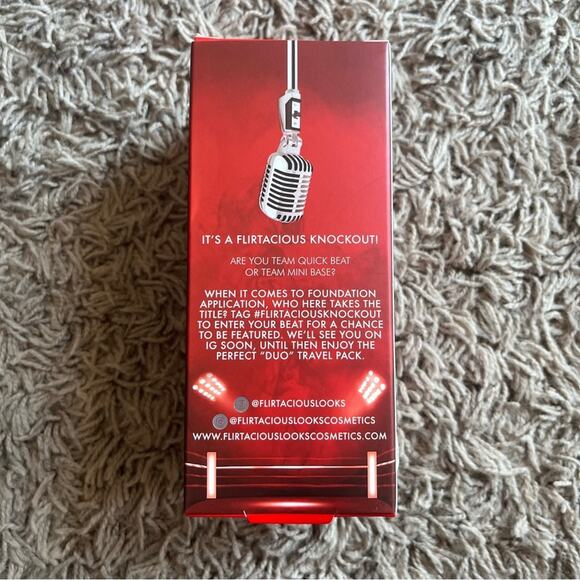 IT'S A FLIRTACIOUS KNOCKOUT!
ARE YOU TEAM QUICK BEAT
OR TEAM MINI BASE?
WHEN IT COMES TO FOUNDATION
APPLICATION, WHO HERE TAKES THE
TITLE? TAG #FLIRTACIOUSKNOCKOUT
TO ENTER YOUR BEAT FOR A CHANCE
TO BE FEATURED. WE'LL SEE YOU ON
IG SOON, UNTIL THEN ENJOY THE
PERFECT "DUO" TRAVEL PACK.
@FLIRTACIOUSLOOKS
@FLIRTACIOUSLOOKSCOSMETICS
WWW.FLIRTACIOUSLOOKSCOSMETICS.COM